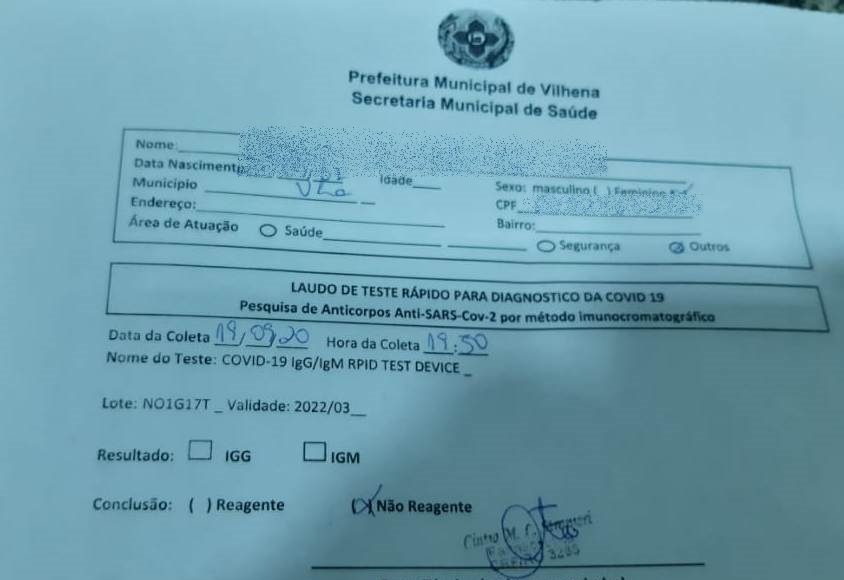 Prefeitura Municipal de Vilhena
Secretaria Municipal de Saúde
Nome:
Data Nascimento Idade
Município Sexo: masculino ( ) Feminino
Endereço: CPF
Área de Atuação Saúde Bairro:
Segurança Outros
LAUDO DE TESTE RÁPIDO PARA DIAGNOSTICO DA COVID 19
Pesquisa de Anticorpos Anti-SARS-Cov-2 por método imunocromatográfico
Data da Coleta 19/09/20 Hora da Coleta 19:50
Nome do Teste: COVID-19 IgG/IgM RPID TEST DEVICE _
Lote: NO1G17T _ Validade: 2022/03__
Resultado: IGG IGM
Conclusão: ( ) Reagente (X) Não Reagente